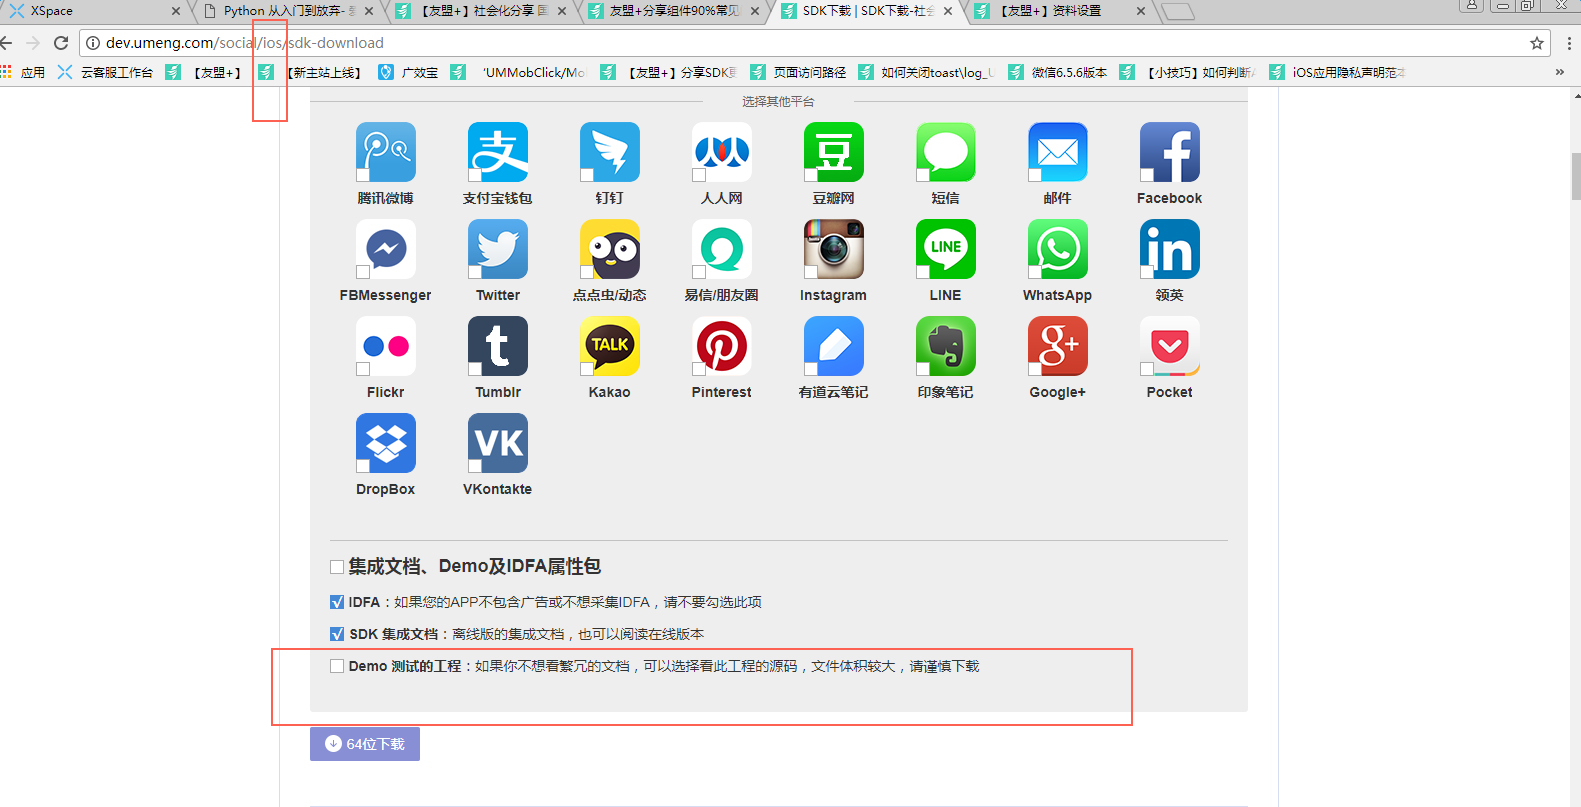 XSpace
Python 从入门到放弃- 爱
【友盟+】社会化分享 国
友盟+分享组件90%常见
SDK下载 | SDK下载-社会
【友盟+】资料设置
dev.umeng.com/social/ios/sdk-download
应用
云客服工作台
【友盟+】
【新主站上线】
广效宝
‘UMMobClick/Mo
【友盟+】分享SDK更
页面访问路径
如何关闭toast\log_U
微信6.5.6版本
【小技巧】如何判断
iOS应用隐私声明范本
»
选择其他平台
支
豆
腾讯微博
支付宝钱包
钉钉
人人网
豆瓣网
短信
邮件
Facebook
LINE
FBMessenger
Twitter
点点虫/动态
易信/朋友圈
Instagram
LINE
WhatsApp
领英
TALK
Flickr
Tumblr
Kakao
Pinterest
有道云笔记
印象笔记
Google+
Pocket
VK
DropBox
VKontakte
集成文档、Demo及IDFA属性包
IDFA：如果您的APP不包含广告或不想采集IDFA，请不要勾选此项
SDK 集成文档：离线版的集成文档，也可以阅读在线版本
Demo 测试的工程：如果你不想看繁冗的文档，可以选择看此工程的源码，文件体积较大，请谨慎下载
64位下载